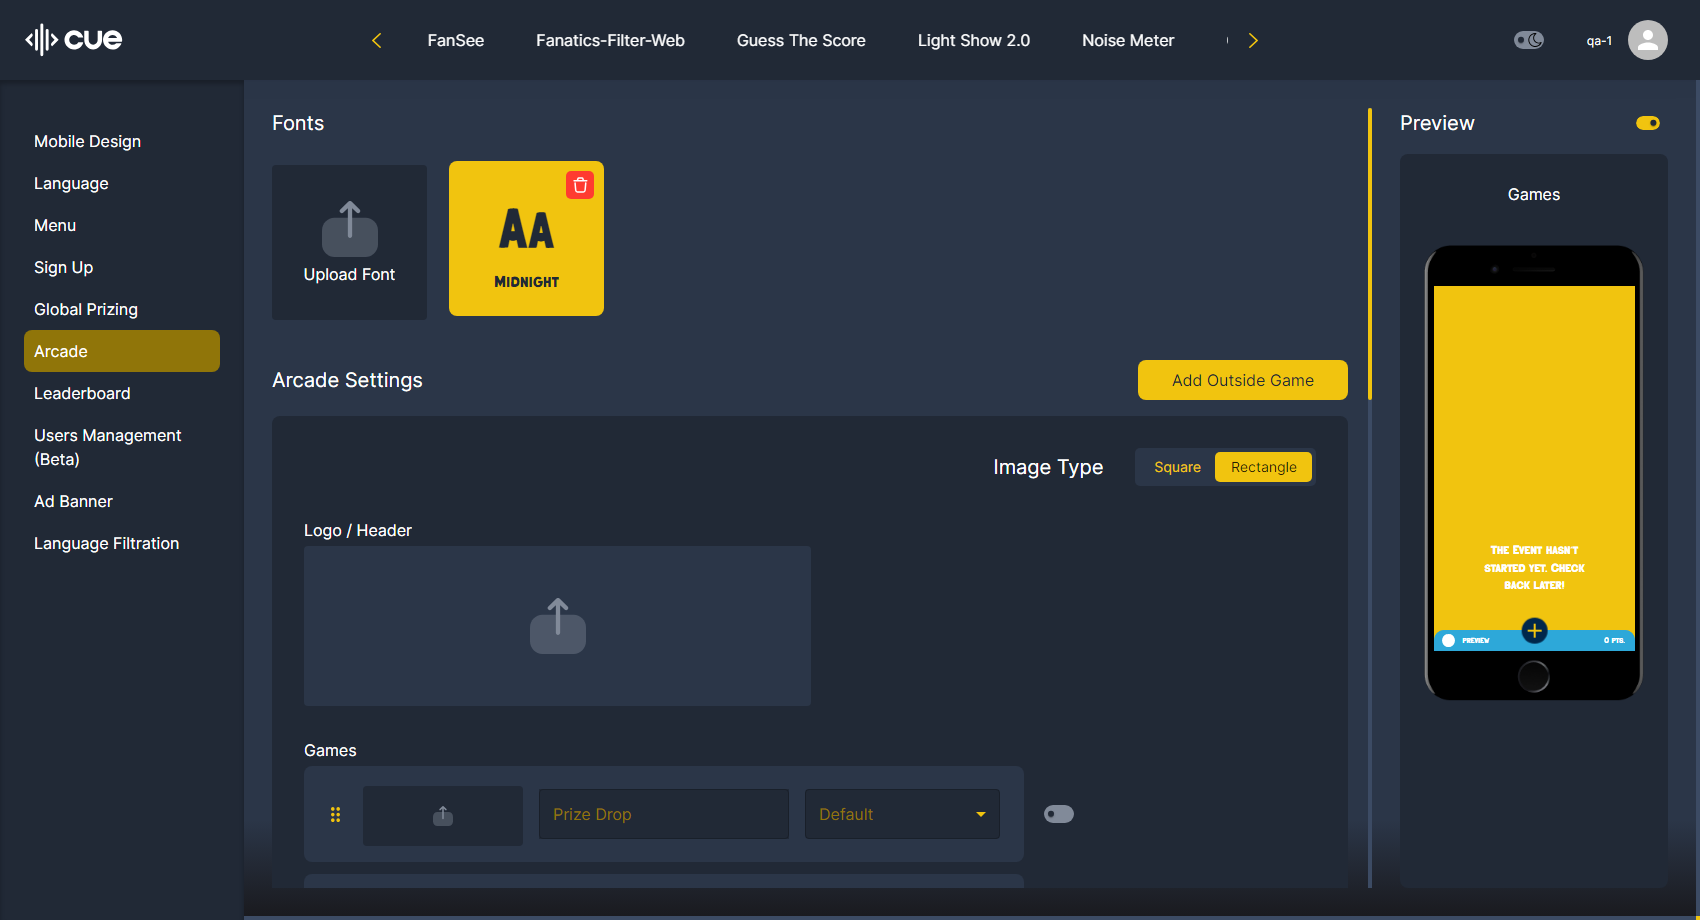 cue
FanSee
Fanatics-Filter-Web
Guess The Score
Light Show 2.0
Noise Meter
qa-1
Mobile Design
Language
Menu
Sign Up
Global Prizing
Arcade
Leaderboard
Users Management
(Beta)
Ad Banner
Language Filtration
Fonts
Upload Font
AA
MIDNIGHT
Arcade Settings
Add Outside Game
Image Type
Square
Rectangle
Logo / Header
Games
Prize Drop
Default
Preview
Games
THE EVENT HASN'T
STARTED YET. CHECK
BACK LATER!
PREVIEW
0 PTS.